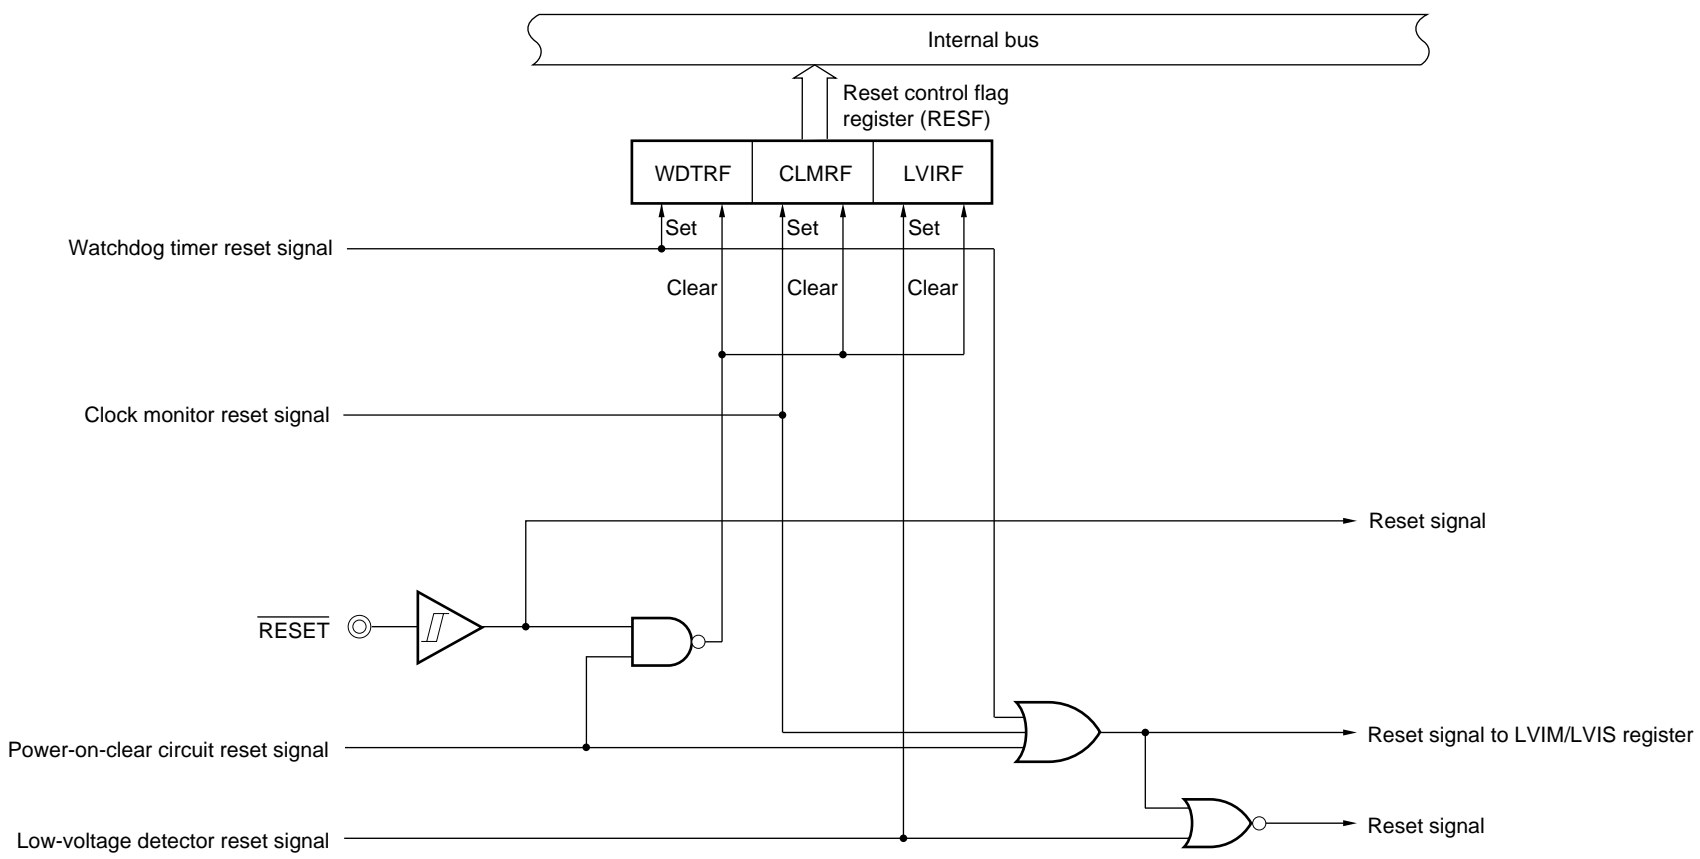 Internal bus
Reset control flag
register (RESF)
WDTRF CLMRF LVIRF
Set Set Set
Watchdog timer reset signal
Clear Clear Clear
Clock monitor reset signal
Reset signal
RESET
Reset signal to LVIM/LVIS register
Power-on-clear circuit reset signal
Reset signal
Low-voltage detector reset signal